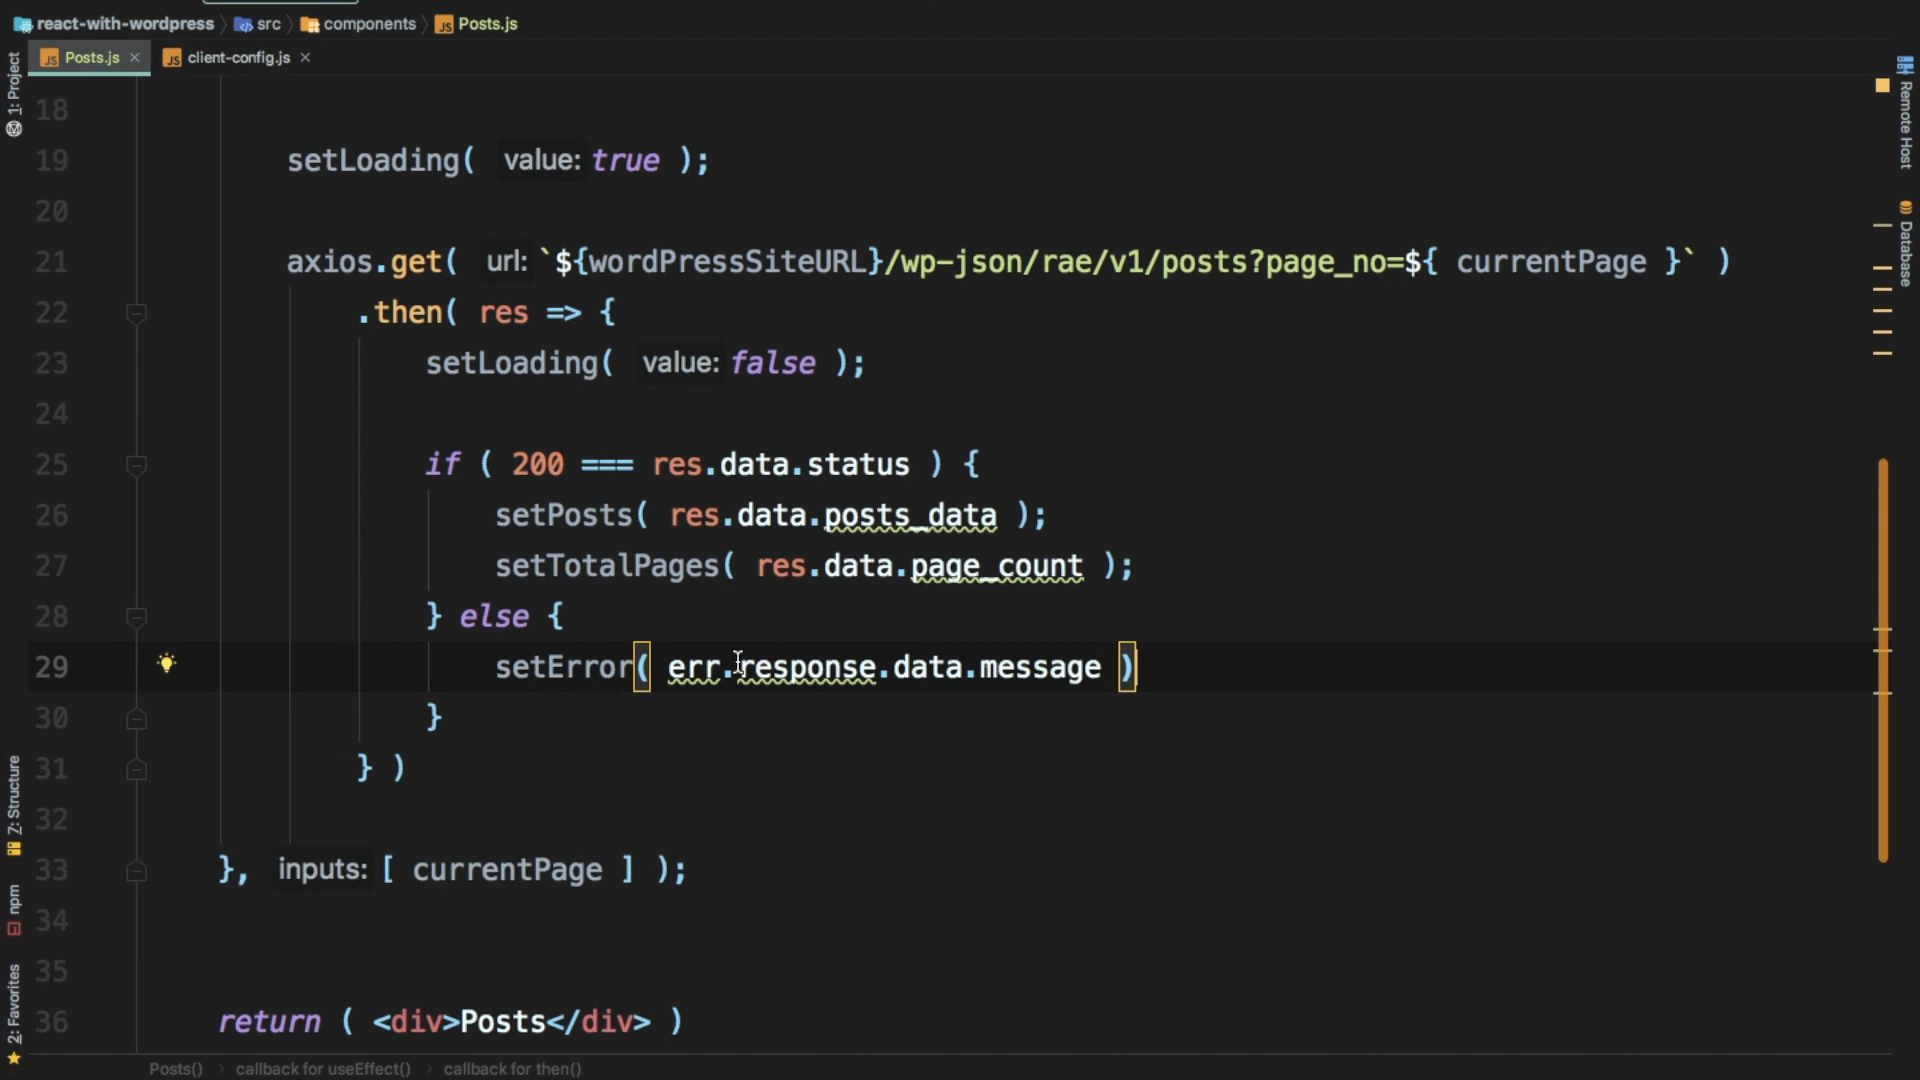 react-with-wordpress src components Posts.js
Posts.js client-config.js
1: Project
Remote Host
Database
18
19 setLoading( value: true );
20
21 axios.get( url: `${wordPressSiteURL}/wp-json/rae/v1/posts?page_no=${ currentPage }` )
22 .then( res => {
23 setLoading( value: false );
24
25 if ( 200 === res.data.status ) {
26 setPosts( res.data.posts_data );
27 setTotalPages( res.data.page_count );
28 } else {
29 setError( err.response.data.message )
30 }
31 } )
32
33 }, inputs: [ currentPage ] );
34
35
36 return ( <div>Posts</div> )
Z: Structure
npm
2: Favorites
Posts() callback for useEffect() callback for then()